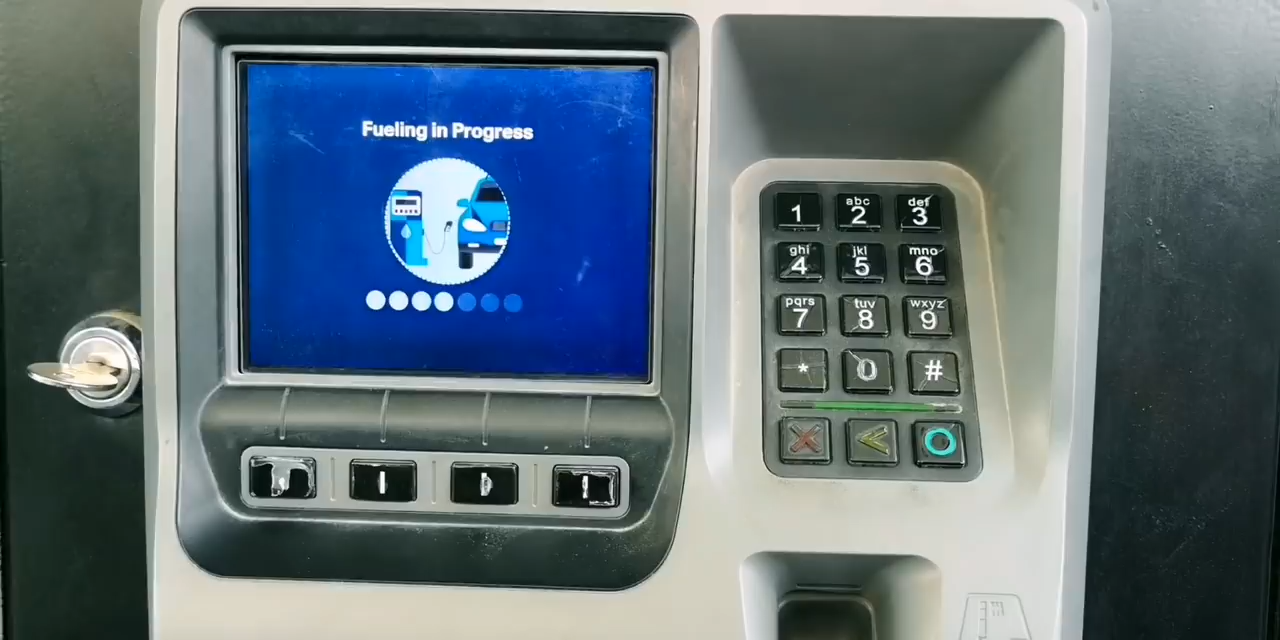 Fueling in Progress
1
abc
2
def
3
ghi
4
jkl
5
mno
6
pqrs
7
tuv
8
wxyz
9
*
0
#